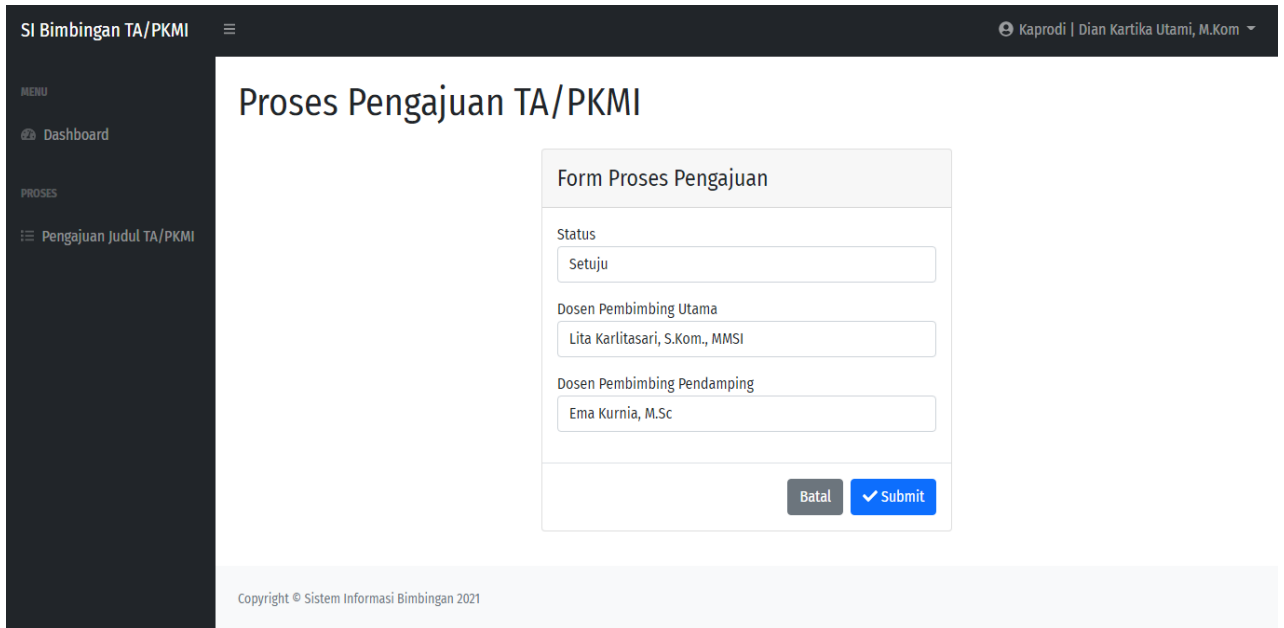 SI Bimbingan TA/PKMI
Kaprodi | Dian Kartika Utami, M.Kom
MENU
Dashboard
PROSES
Pengajuan Judul TA/PKMI
Proses Pengajuan TA/PKMI
Form Proses Pengajuan
Status
Setuju
Dosen Pembimbing Utama
Lita Karlitasari, S.Kom., MMSI
Dosen Pembimbing Pendamping
Ema Kurnia, M.Sc
Batal
Submit
Copyright © Sistem Informasi Bimbingan 2021